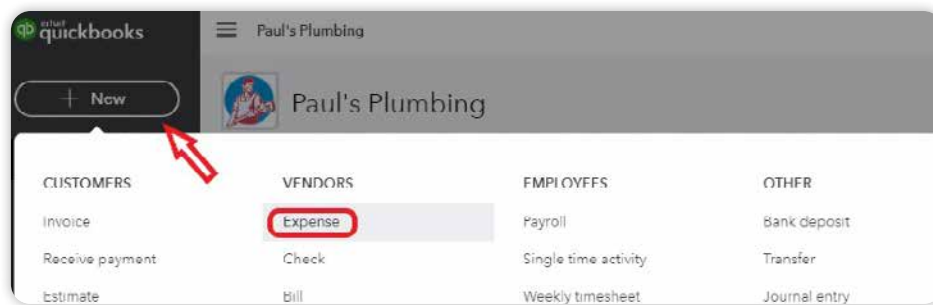 qb intuit quickbooks
Paul's Plumbing
+ New
Paul's Plumbing
CUSTOMERS VENDORS EMPLOYEES OTHER
Invoice Expense Payroll Bank deposit
Receive payment Check Single time activity Transfer
Estimate Bill Weekly timesheet Journal entry